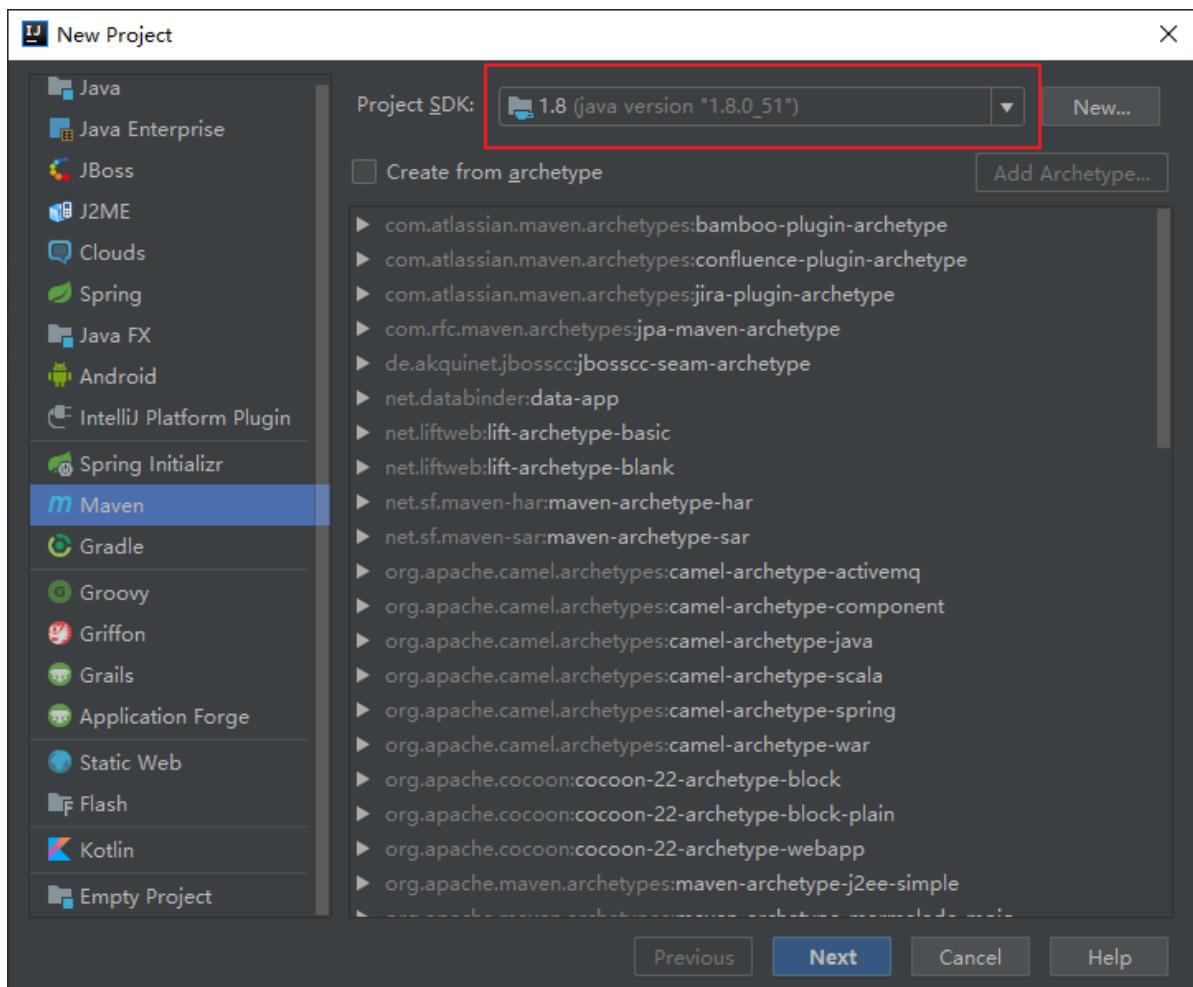 New Project
Java
Java Enterprise
JBoss
J2ME
Clouds
Spring
Java FX
Android
IntelliJ Platform Plugin
Spring Initializr
Maven
Gradle
Groovy
Griffon
Grails
Application Forge
Static Web
Flash
Kotlin
Empty Project
Project SDK: 1.8 (java version "1.8.0_51") New...
Create from archetype Add Archetype...
com.atlassian.maven.archetypes:bamboo-plugin-archetype
com.atlassian.maven.archetypes:confluence-plugin-archetype
com.atlassian.maven.archetypes:jira-plugin-archetype
com.rfc.maven.archetypes:jpa-maven-archetype
de.akquinet.jbosscc:jbosscc-seam-archetype
net.databinder:data-app
net.liftweb:lift-archetype-basic
net.liftweb:lift-archetype-blank
net.sf.maven-har:maven-archetype-har
net.sf.maven-sar:maven-archetype-sar
org.apache.camel.archetypes:camel-archetype-activemq
org.apache.camel.archetypes:camel-archetype-component
org.apache.camel.archetypes:camel-archetype-java
org.apache.camel.archetypes:camel-archetype-scala
org.apache.camel.archetypes:camel-archetype-spring
org.apache.camel.archetypes:camel-archetype-war
org.apache.cocoon:cocoon-22-archetype-block
org.apache.cocoon:cocoon-22-archetype-block-plain
org.apache.cocoon:cocoon-22-archetype-webapp
org.apache.maven.archetypes:maven-archetype-j2ee-simple
Previous Next Cancel Help